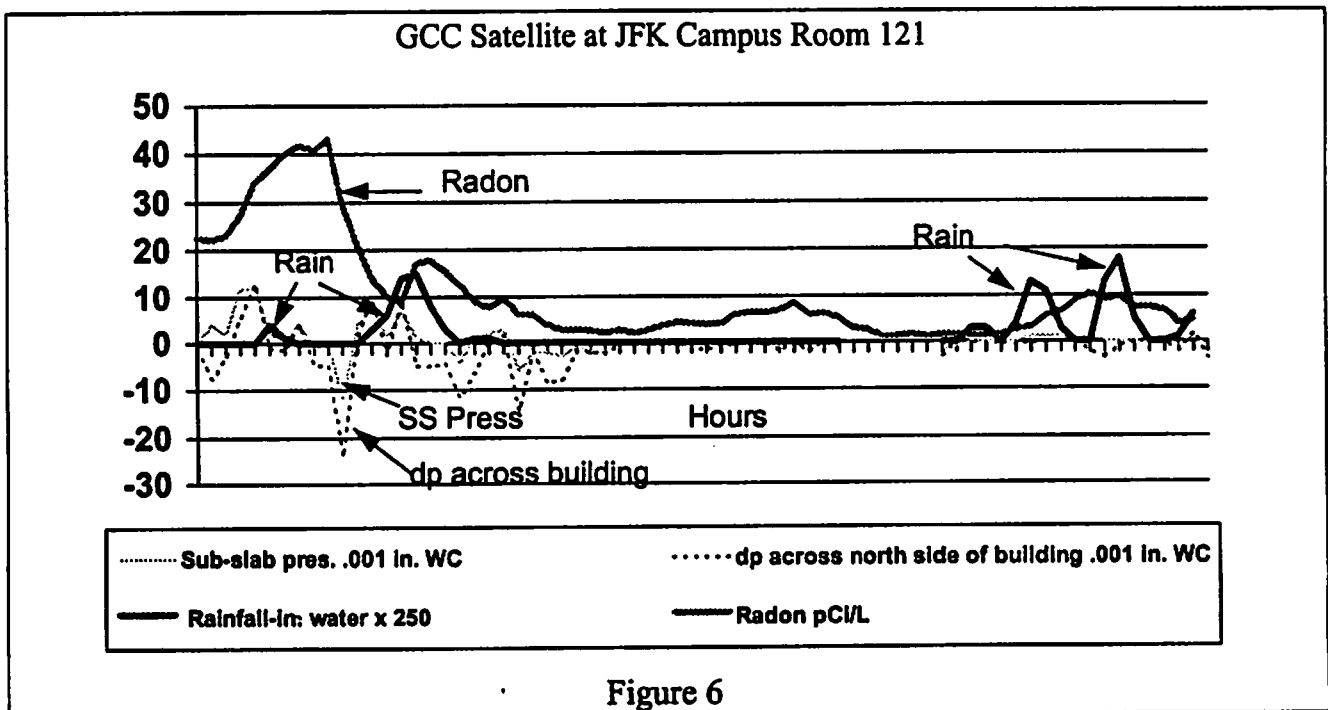 GCC Satellite at JFK Campus Room 121
50
40
30
20
10
0
-10
-20
-30
Radon
Rain
Rain
SS Press
Hours
dp across building
Sub-slab pres. .001 in. WC
dp across north side of building .001 in. WC
Rainfall-in: water x 250
Radon pCi/L
Figure 6